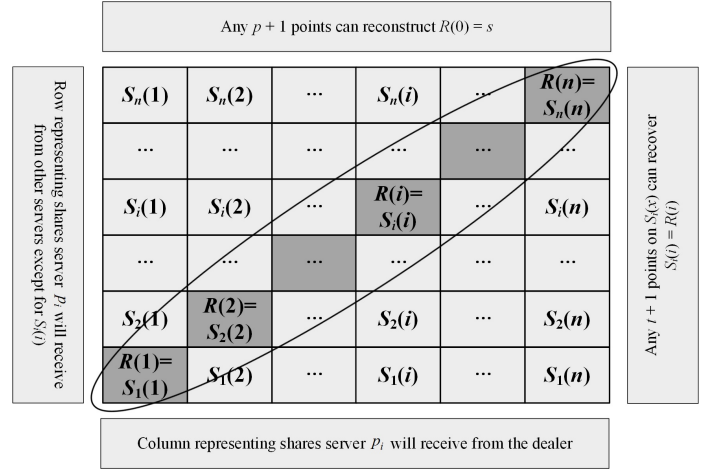 Any p + 1 points can reconstruct R(0) = s
Row representing shares server p_i will receive
from other servers except for S_i(i)
S_n(1) S_n(2) ... S_n(i) ... R(n)=
S_n(n)
... ... ... ... ... ...
S_i(1) S_i(2) ... R(i)=
S_i(i) ... S_i(n)
... ... ... ... ... ...
S_2(1) R(2)=
S_2(2) ... S_2(i) ... S_2(n)
R(1)=
S_1(1) S_1(2) ... S_1(i) ... S_1(n)
Any t + 1 points on S_i(x) can recover
S_i(i) = R(i)
Column representing shares server p_i will receive from the dealer